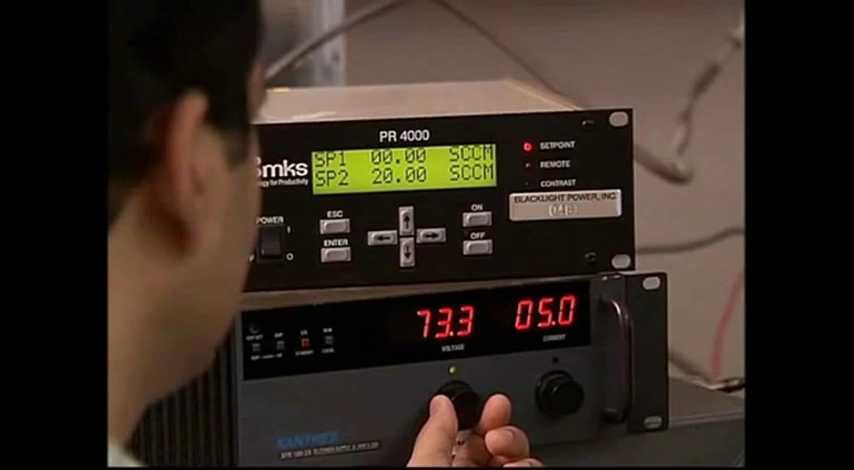 PR 4000
mks
SP1 00.00 SCCM
SP2 20.00 SCCM
SETPOINT
REMOTE
CONTRAST
BLACKLIGHT POWER, INC
POWER
I
O
ESC
ENTER
ON
OFF
73.3
05.0
VOLTAGE
CURRENT
XANTREX